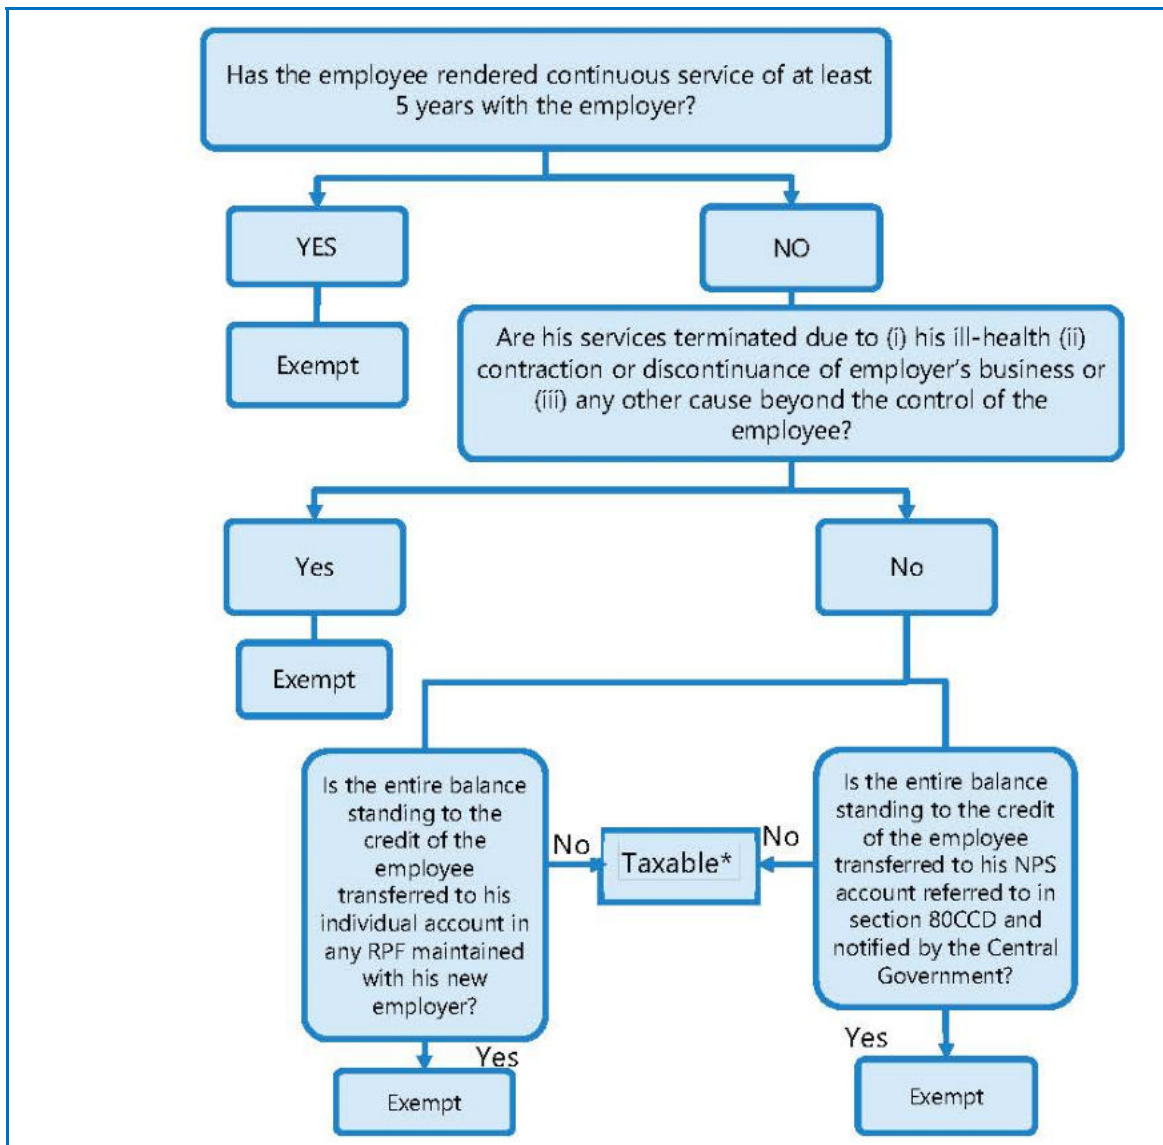 Has the employee rendered continuous service of at least
5 years with the employer?
YES
NO
Exempt
Are his services terminated due to (i) his ill-health (ii)
contraction or discontinuance of employer's business or
(iii) any other cause beyond the control of the
employee?
Yes
No
Exempt
Is the entire balance
standing to the
credit of the
employee
transferred to his
individual account in
any RPF maintained
with his new
employer?
No
Taxable*
No
Is the entire balance
standing to the credit
of the employee
transferred to his NPS
account referred to in
section 80CCD and
notified by the Central
Government?
Yes
Yes
Exempt
Exempt